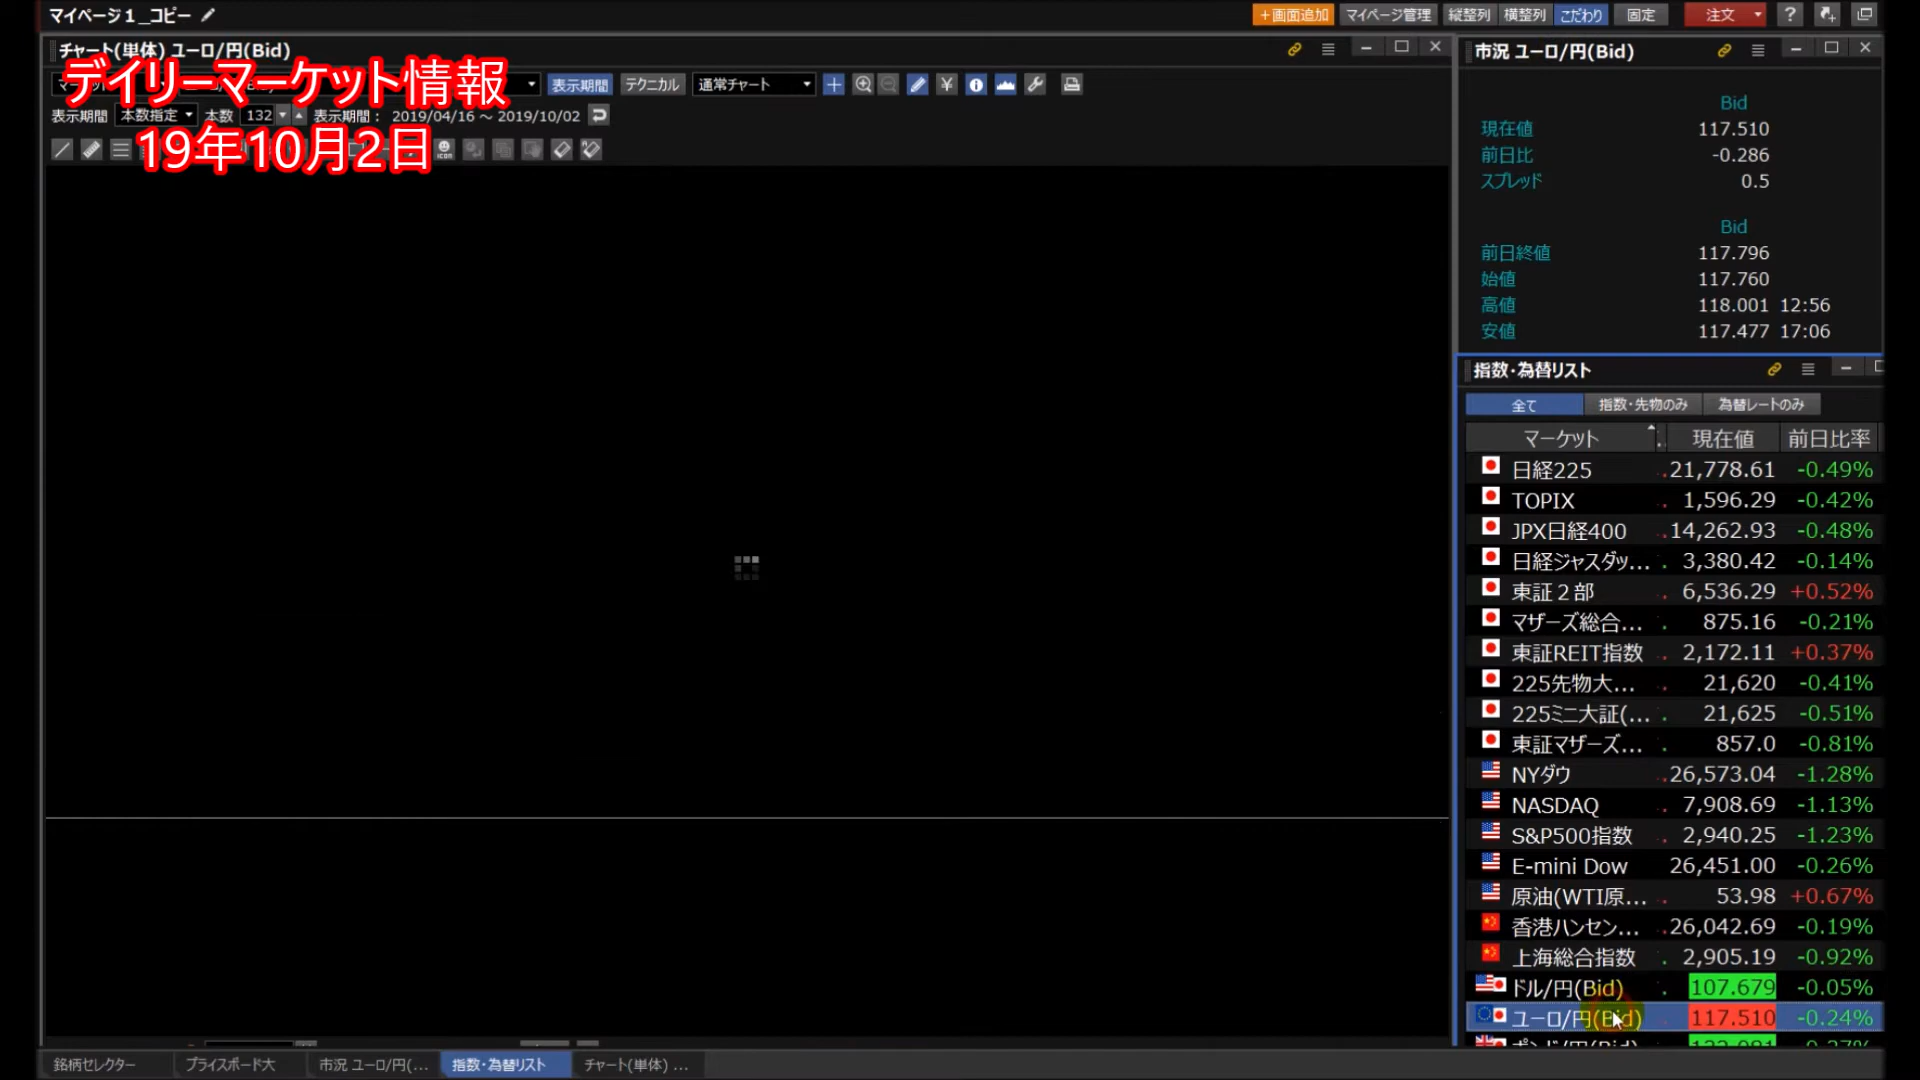 マイページ１_コピー
＋画面追加 マイページ管理 縦整列 横整列 こだわり 固定 注文 ?
チャート(単体) ユーロ/円(Bid)
デイリーマーケット情報
19年10月2日
表示期間 テクニカル 通常チャート
表示期間 本数指定 本数 132 表示期間： 2019/04/16 ～ 2019/10/02
ICON
市況 ユーロ/円(Bid)
Bid
現在値 117.510
前日比 -0.286
スプレッド 0.5
Bid
前日終値 117.796
始値 117.760
高値 118.001 12:56
安値 117.477 17:06
指数・為替リスト
全て 指数・先物のみ 為替レートのみ
マーケット 現在値 前日比率
日経225 21,778.61 -0.49%
TOPIX 1,596.29 -0.42%
JPX日経400 14,262.93 -0.48%
日経ジャスダッ... 3,380.42 -0.14%
東証２部 6,536.29 +0.52%
マザーズ総合... 875.16 -0.21%
東証REIT指数 2,172.11 +0.37%
225先物大... 21,620 -0.41%
225ミニ大証(... 21,625 -0.51%
東証マザーズ... 857.0 -0.81%
NYダウ 26,573.04 -1.28%
NASDAQ 7,908.69 -1.13%
S&P500指数 2,940.25 -1.23%
E-mini Dow 26,451.00 -0.26%
原油(WTI原... 53.98 +0.67%
香港ハンセン... 26,042.69 -0.19%
上海総合指数 2,905.19 -0.92%
ドル/円(Bid) 107.679 -0.05%
ユーロ/円(Bid) 117.510 -0.24%
銘柄セレクター プライスボード大 市況 ユーロ/円(... 指数・為替リスト チャート(単体) ...